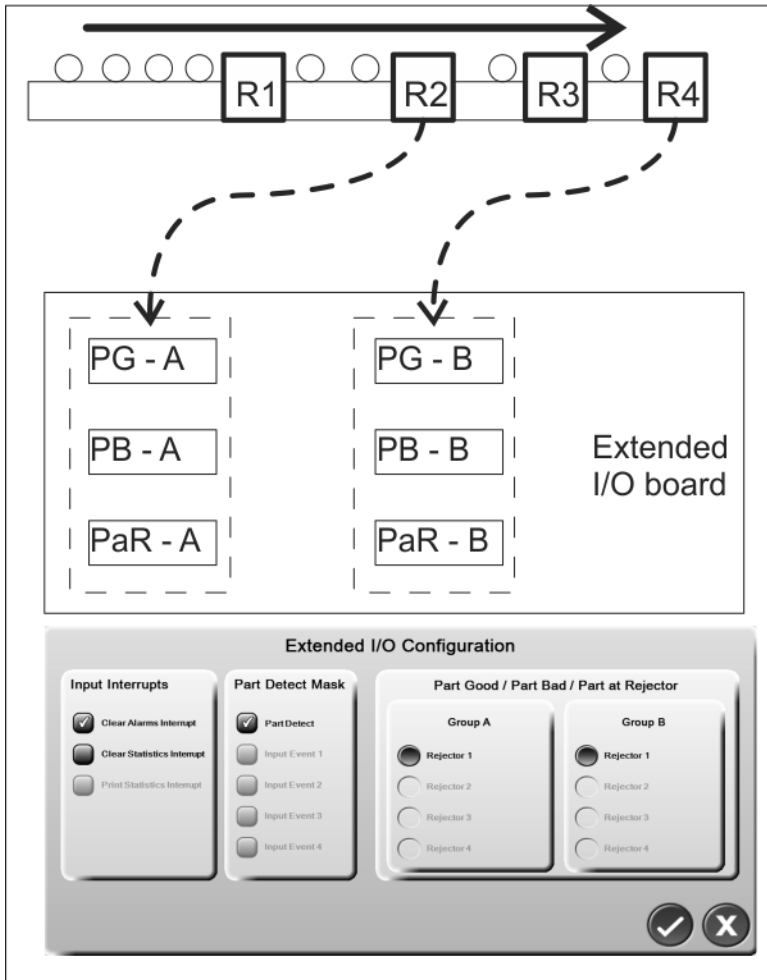 R1 R2 R3 R4
PG - A PG - B
PB - A PB - B
Extended
I/O board
PaR - A PaR - B
Extended I/O Configuration
Input Interrupts
Clear Alarms Interrupt
Clear Statistics Interrupt
Print Statistics Interrupt
Part Detect Mask
Part Detect
Input Event 1
Input Event 2
Input Event 3
Input Event 4
Part Good / Part Bad / Part at Rejector
Group A
Rejector 1
Rejector 2
Rejector 3
Rejector 4
Group B
Rejector 1
Rejector 2
Rejector 3
Rejector 4
X